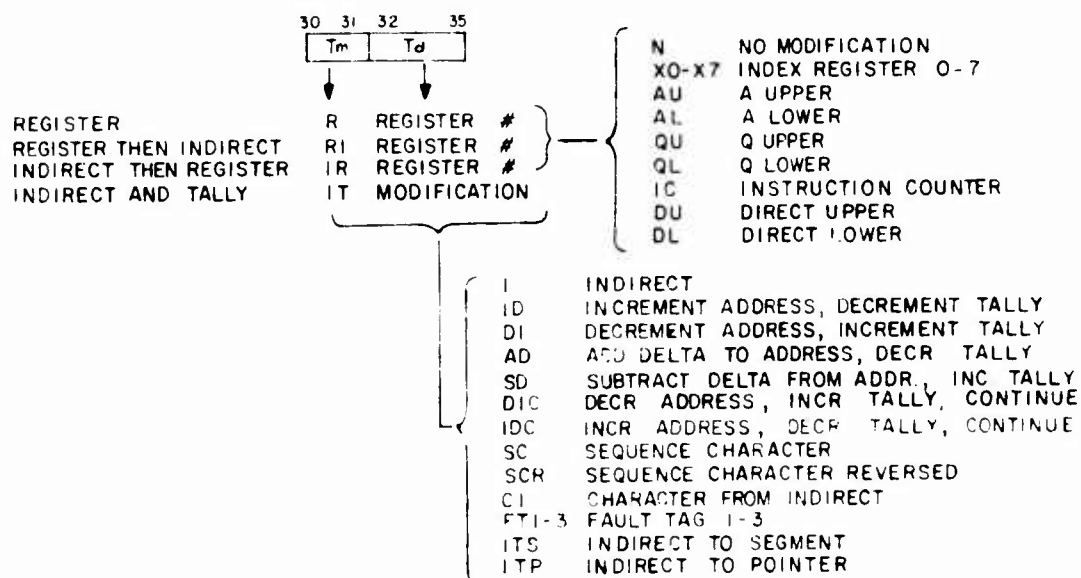 30 31 32 35
Tm Td
REGISTER R REGISTER #
REGISTER THEN INDIRECT RI REGISTER #
INDIRECT THEN REGISTER IR REGISTER #
INDIRECT AND TALLY IT MODIFICATION
N NO MODIFICATION
X0-X7 INDEX REGISTER 0-7
AU A UPPER
AL A LOWER
QU Q UPPER
QL Q LOWER
IC INSTRUCTION COUNTER
DU DIRECT UPPER
DL DIRECT LOWER
I INDIRECT
ID INCREMENT ADDRESS, DECREMENT TALLY
DI DECREMENT ADDRESS, INCREMENT TALLY
AD ADD DELTA TO ADDRESS, DECR TALLY
SD SUBTRACT DELTA FROM ADDR., INC TALLY
DIC DECR ADDRESS, INCR TALLY, CONTINUE
IDC INCR ADDRESS, DECR TALLY, CONTINUE
SC SEQUENCE CHARACTER
SCR SEQUENCE CHARACTER REVERSED
CI CHARACTER FROM INDIRECT
FT1-3 FAULT TAG 1-3
ITS INDIRECT TO SEGMENT
ITP INDIRECT TO POINTER